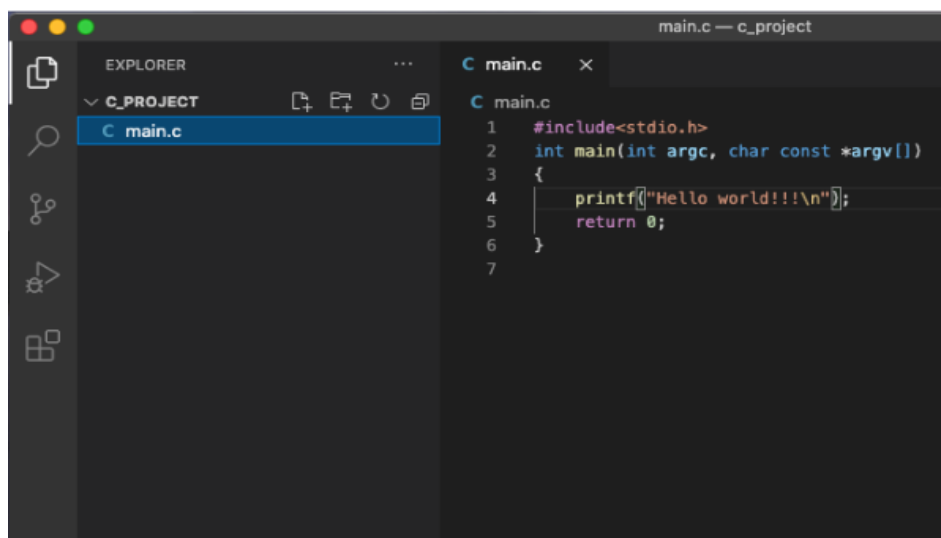 main.c — c_project
EXPLORER ...
C_PROJECT
C main.c
C main.c ×
C main.c
1 #include<stdio.h>
2 int main(int argc, char const *argv[])
3 {
4 printf("Hello world!!!\n");
5 return 0;
6 }
7